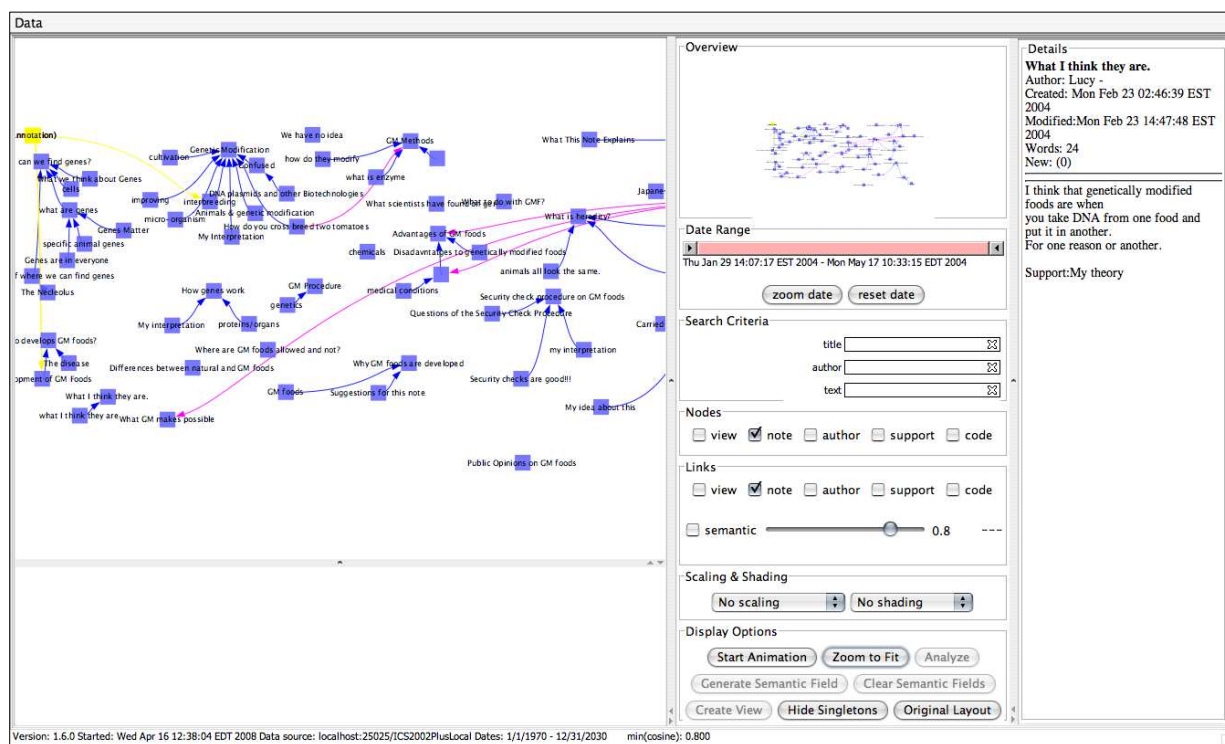 Data
nnotation)
can we find genes?
What we think about Genes
cells
what are genes
Genes Matter
specific animal genes
Genes are in everyone
f where we can find genes
The Necleolus
o develops GM foods?
The disease
opment of GM Foods
What I think they are.
what I think they are
What GM makes possible
cultivation
Genetic Modification
Confused
improving
interbreeding
DNA plasmids and other Biotechnologies
micro-organism
Animals & genetic modification
How do you cross breed two tomatoes
My Interpretation
We have no idea
how do they modify
GM Methods
what is enzyme
What scientists have found on ge
What to do with GMF?
What This Note Explains
Japane
What is heredity?
Advantages of GM foods
chemicals
Disadavntages to genetically modified foods
animals all look the same.
medical conditions
How genes work
GM Procedure
genetics
My interpretation
proteins/organs
Security check procedure on GM foods
Questions of the Security Check Procedure
Carried
my interpretation
Where are GM foods allowed and not?
Differences between natural and GM foods
Why GM foods are developed
GM foods
Suggestions for this note
Security checks are good!!!
My idea about this
Public Opinions on GM foods
Overview
Date Range
Thu Jan 29 14:07:17 EST 2004 - Mon May 17 10:33:15 EDT 2004
zoom date reset date
Search Criteria
title
author
text
Nodes
view note author support code
Links
view note author support code
semantic 0.8 ---
Scaling & Shading
No scaling No shading
Display Options
Start Animation Zoom to Fit Analyze
Generate Semantic Field Clear Semantic Fields
Create View Hide Singletons Original Layout
Details
What I think they are.
Author: Lucy -
Created: Mon Feb 23 02:46:39 EST
2004
Modified:Mon Feb 23 14:47:48 EST
2004
Words: 24
New: (0)
I think that genetically modified
foods are when
you take DNA from one food and
put it in another.
For one reason or another.
Support:My theory
Version: 1.6.0 Started: Wed Apr 16 12:38:04 EDT 2008 Data source: localhost:25025/ICS2002PlusLocal Dates: 1/1/1970 - 12/31/2030 min(cosine): 0.800